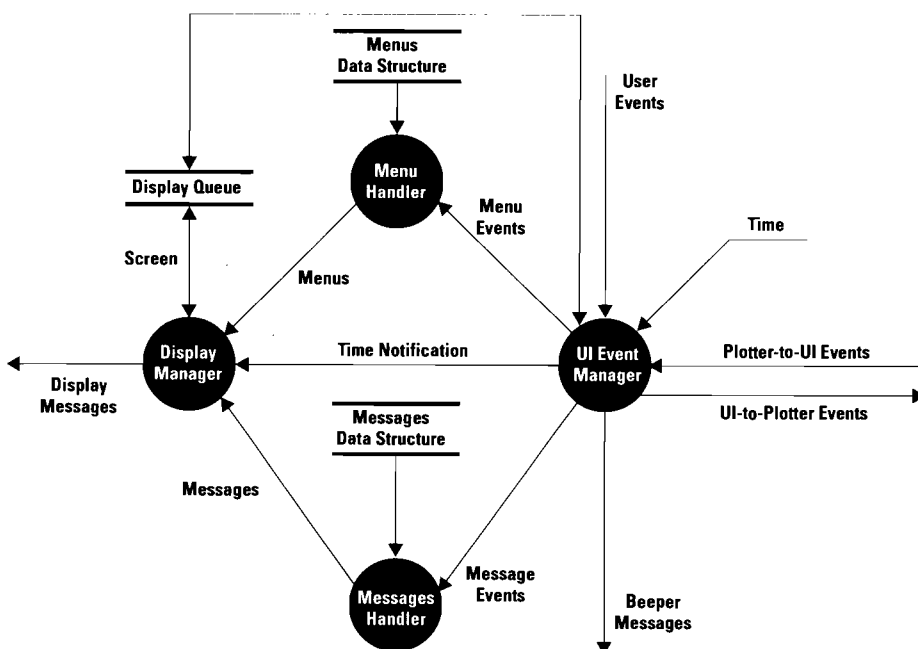 Menus
Data Structure
User
Events
Menu
Handler
Display Queue
Menu
Events
Time
Screen
Menus
Display
Manager
Time Notification
UI Event
Manager
Plotter-to-UI Events
Display
Messages
UI-to-Plotter Events
Messages
Data Structure
Messages
Messages
Handler
Message
Events
Beeper
Messages